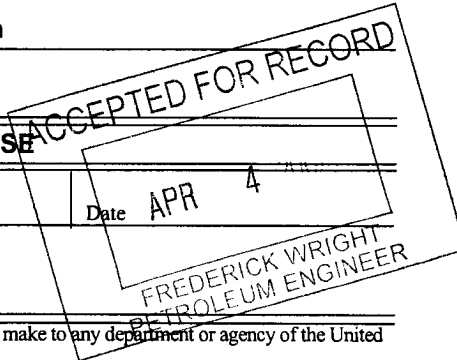 ACCEPTED FOR RECORD
SE
Date
APR 4
FREDERICK WRIGHT
PETROLEUM ENGINEER
make to any department or agency of the United